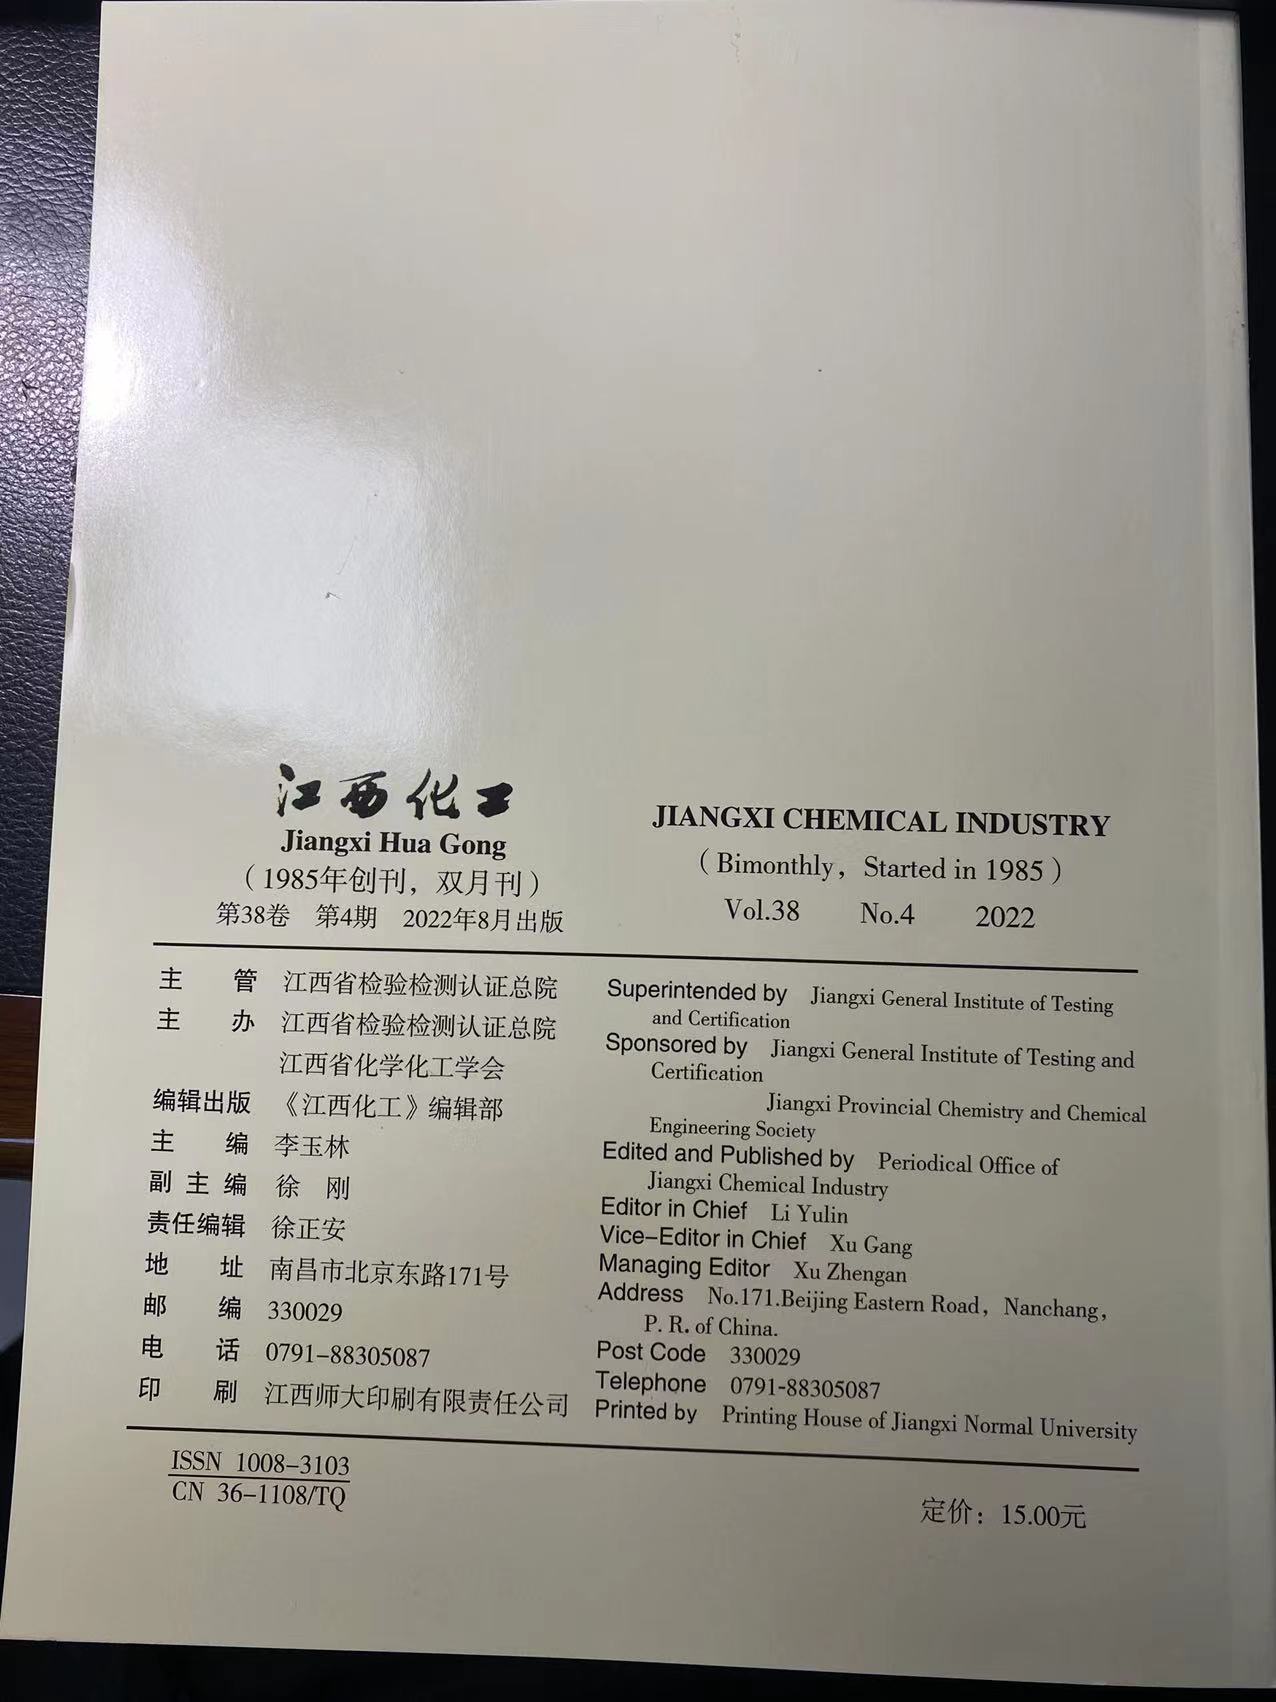 江西化工
Jiangxi Hua Gong
（1985年创刊，双月刊）
第38卷 第4期 2022年8月出版
JIANGXI CHEMICAL INDUSTRY
（Bimonthly，Started in 1985）
Vol.38 No.4 2022
主 管 江西省检验检测认证总院
主 办 江西省检验检测认证总院
江西省化学化工学会
编辑出版 《江西化工》编辑部
主 编 李玉林
副 主 编 徐 刚
责任编辑 徐正安
地 址 南昌市北京东路171号
邮 编 330029
电 话 0791-88305087
印 刷 江西师大印刷有限责任公司
Superintended by Jiangxi General Institute of Testing
and Certification
Sponsored by Jiangxi General Institute of Testing and
Certification
Jiangxi Provincial Chemistry and Chemical
Engineering Society
Edited and Published by Periodical Office of
Jiangxi Chemical Industry
Editor in Chief Li Yulin
Vice-Editor in Chief Xu Gang
Managing Editor Xu Zhengan
Address No.171.Beijing Eastern Road，Nanchang，
P. R. of China.
Post Code 330029
Telephone 0791-88305087
Printed by Printing House of Jiangxi Normal University
ISSN 1008-3103
CN 36-1108/TQ
定价：15.00元